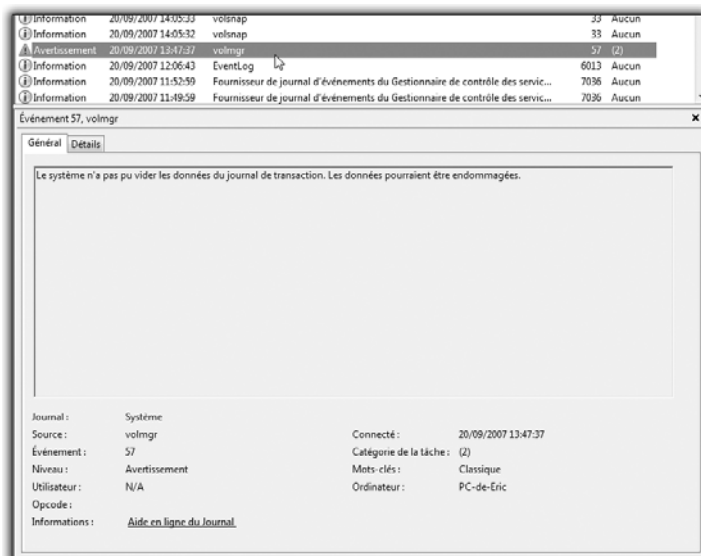 Information 20/09/2007 14:05:33 volsnap 33 Aucun
Information 20/09/2007 14:05:32 volsnap 33 Aucun
Avertissement 20/09/2007 13:47:37 volmgr 57 (2)
Information 20/09/2007 12:06:43 EventLog 6013 Aucun
Information 20/09/2007 11:52:59 Fournisseur de journal d'événements du Gestionnaire de contrôle des servic... 7036 Aucun
Information 20/09/2007 11:49:59 Fournisseur de journal d'événements du Gestionnaire de contrôle des servic... 7036 Aucun
Événement 57, volmgr
Général Détails
Le système n'a pas pu vider les données du journal de transaction. Les données pourraient être endommagées.
Journal : Système
Source : volmgr Connecté : 20/09/2007 13:47:37
Événement : 57 Catégorie de la tâche : (2)
Niveau : Avertissement Mots-clés : Classique
Utilisateur : N/A Ordinateur : PC-de-Eric
Opcode :
Informations : Aide en ligne du Journal